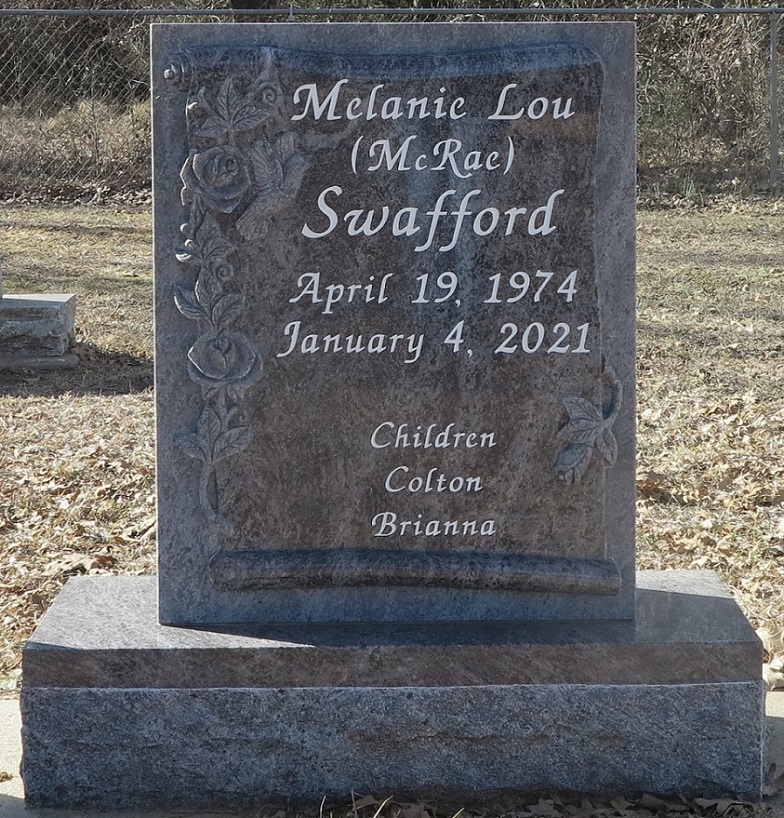 Melanie Lou
(McRae)
Swafford
April 19, 1974
January 4, 2021
Children
Colton
Brianna